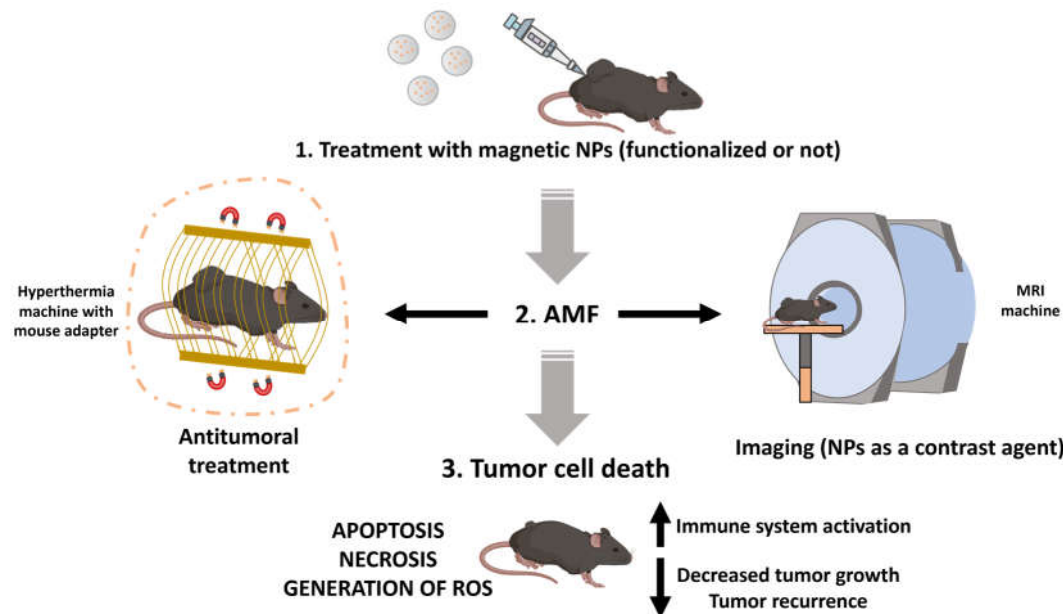 1. Treatment with magnetic NPs (functionalized or not)
Hyperthermia
machine with
mouse adapter
2. AMF
MRI
machine
Antitumoral
treatment
Imaging (NPs as a contrast agent)
3. Tumor cell death
APOPTOSIS
NECROSIS
GENERATION OF ROS
Immune system activation
Decreased tumor growth
Tumor recurrence